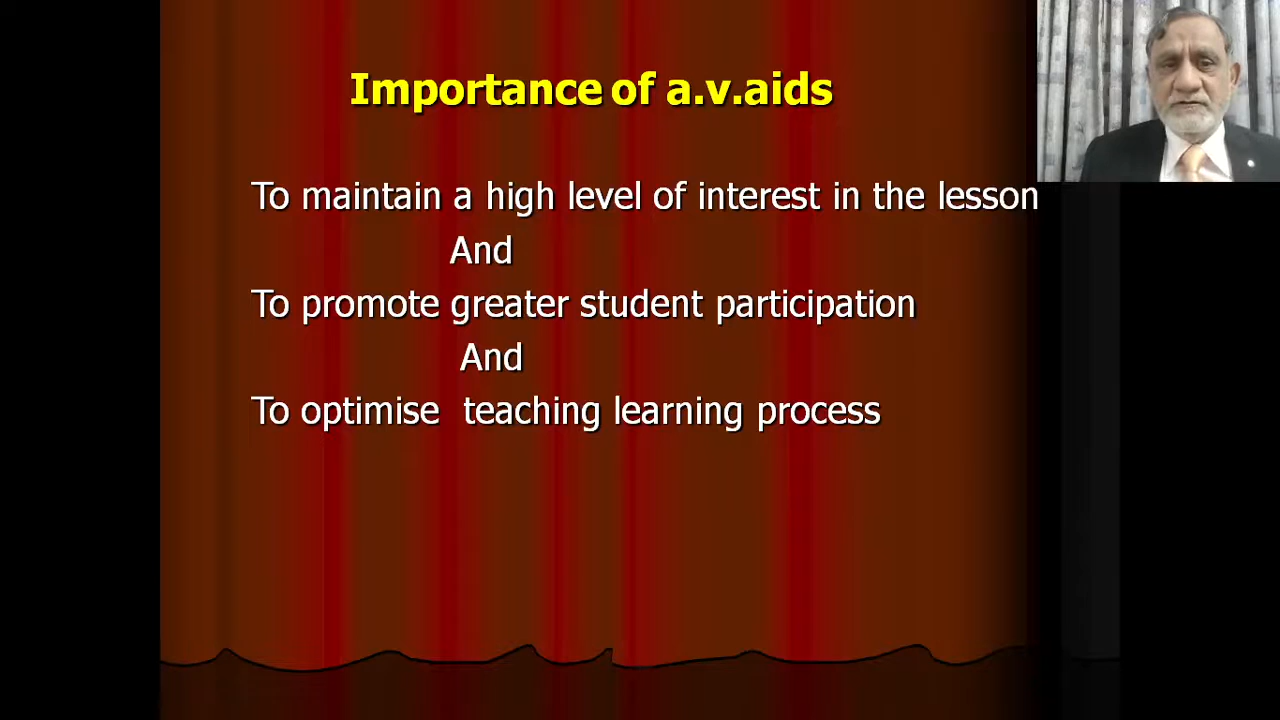 Importance of a.v.aids
To maintain a high level of interest in the lesson
And
To promote greater student participation
And
To optimise teaching learning process